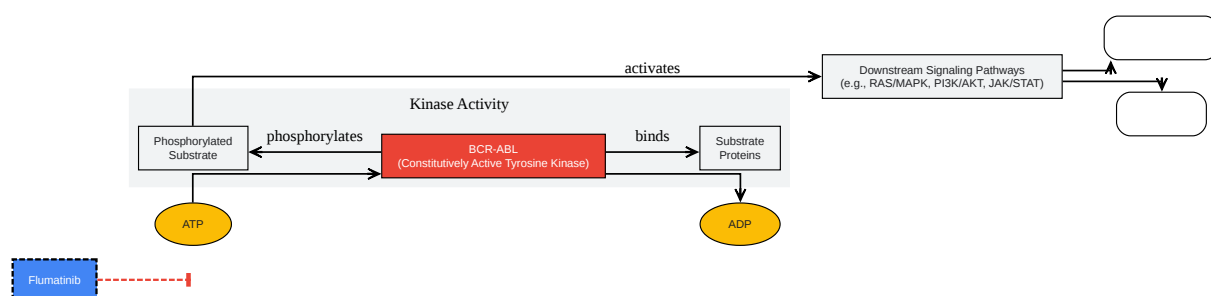 activates
Downstream Signaling Pathways
(e.g., RAS/MAPK, PI3K/AKT, JAK/STAT)
Kinase Activity
Phosphorylated
Substrate
phosphorylates
BCR-ABL
(Constitutively Active Tyrosine Kinase)
binds
Substrate
Proteins
ATP
ADP
Flumatinib